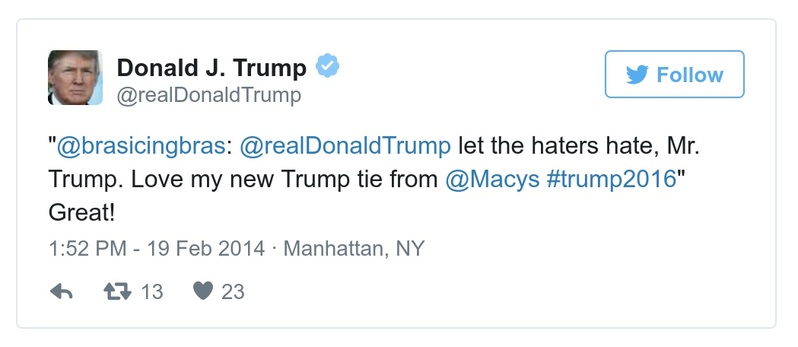 Donald J. Trump
@realDonaldTrump
Follow
"@brasicingbras: @realDonaldTrump let the haters hate, Mr.
Trump. Love my new Trump tie from @Macys #trump2016"
Great!
1:52 PM - 19 Feb 2014 · Manhattan, NY
13 23